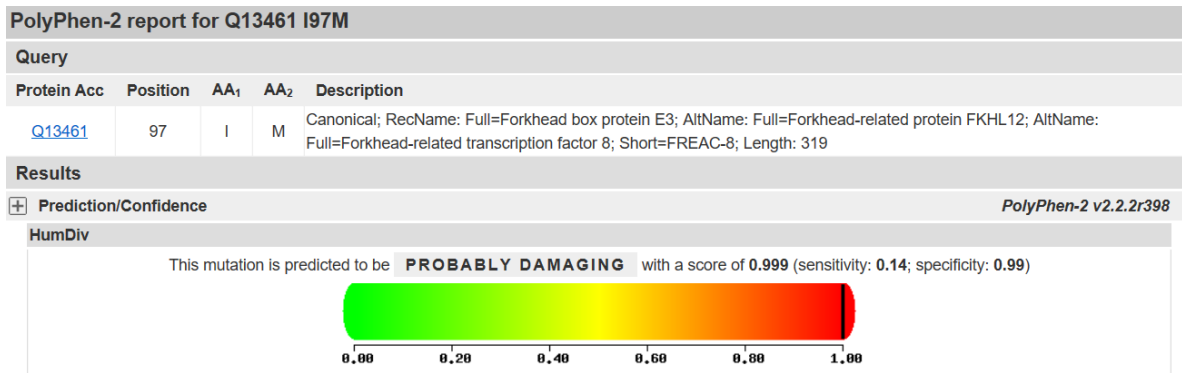 PolyPhen-2 report for Q13461 I97M
Query
Protein Acc Position AA₁ AA₂ Description
Q13461 97 I M Canonical; RecName: Full=Forkhead box protein E3; AltName: Full=Forkhead-related protein FKHL12; AltName:
Full=Forkhead-related transcription factor 8; Short=FREAC-8; Length: 319
Results
Prediction/Confidence PolyPhen-2 v2.2.2r398
HumDiv
This mutation is predicted to be PROBABLY DAMAGING with a score of 0.999 (sensitivity: 0.14; specificity: 0.99)
0.00 0.20 0.40 0.60 0.80 1.00